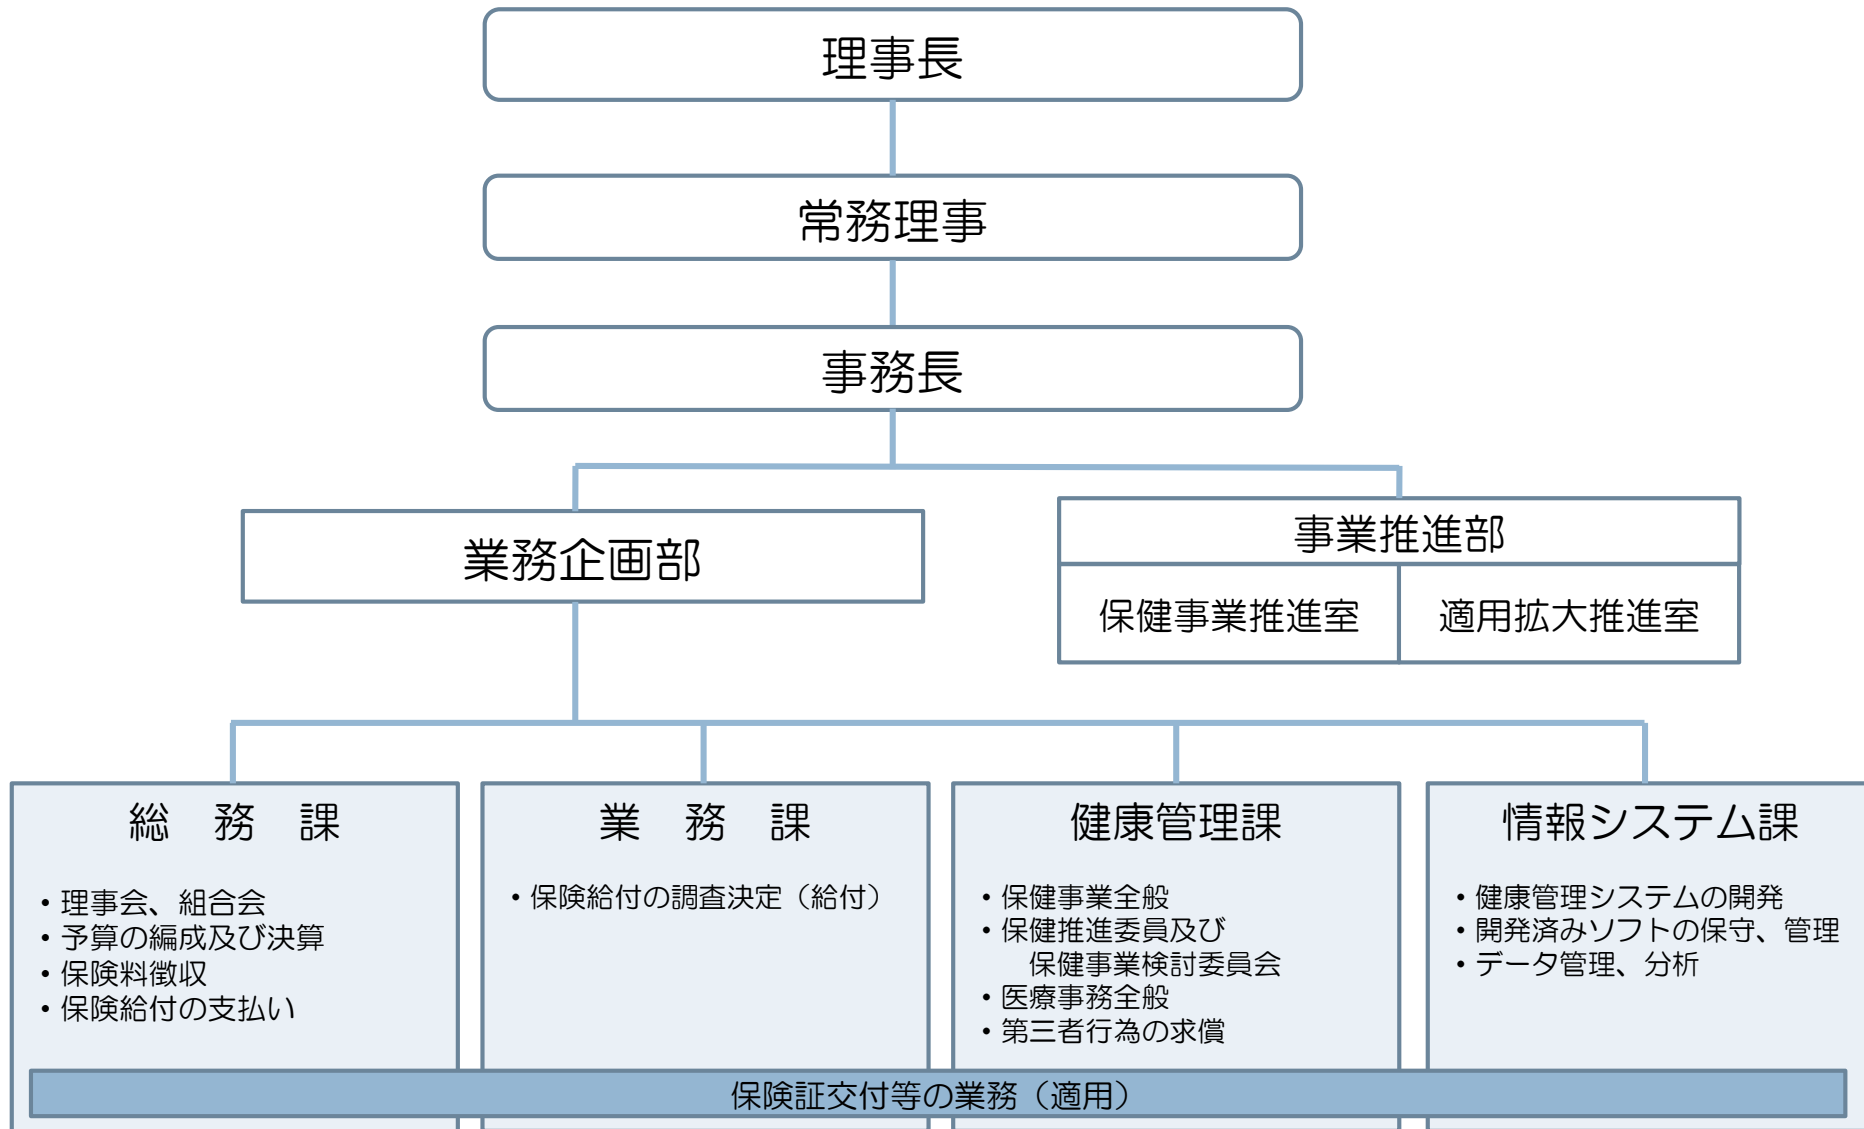 理事長
常務理事
事務長
業務企画部
事業推進部
保健事業推進室
適用拡大推進室
総　務　課
・理事会、組合会
・予算の編成及び決算
・保険料徴収
・保険給付の支払い
業　務　課
・保険給付の調査決定（給付）
健康管理課
・保健事業全般
・保健推進委員及び
保健事業検討委員会
・医療事務全般
・第三者行為の求償
情報システム課
・健康管理システムの開発
・開発済みソフトの保守、管理
・データ管理、分析
保険証交付等の業務（適用）